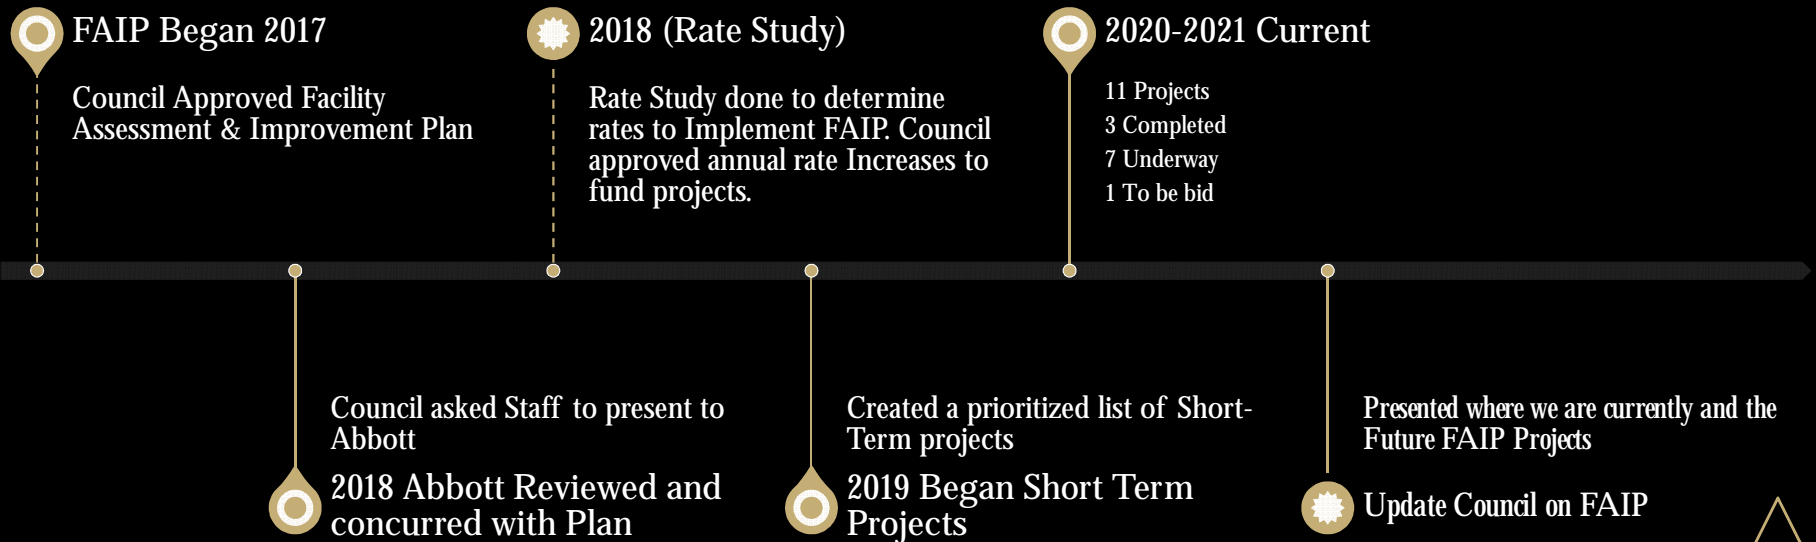 FAIP Began 2017
Council Approved Facility
Assessment & Improvement Plan
2018 (Rate Study)
Rate Study done to determine
rates to Implement FAIP. Council
approved annual rate Increases to
fund projects.
2020-2021 Current
11 Projects
3 Completed
7 Underway
1 To be bid
Council asked Staff to present to
Abbott
2018 Abbott Reviewed and
concurred with Plan
Created a prioritized list of Short-
Term projects
2019 Began Short Term
Projects
Presented where we are currently and the
Future FAIP Projects
Update Council on FAIP